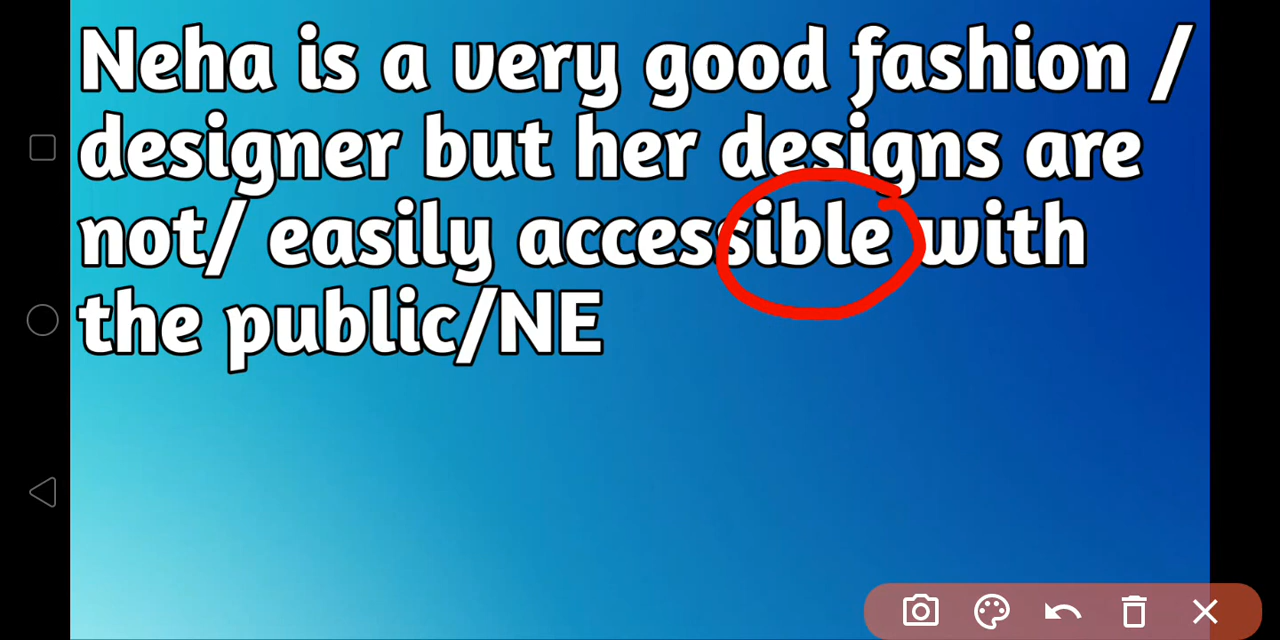 Neha is a very good fashion /
designer but her designs are
not/ easily accessible with
the public/NE